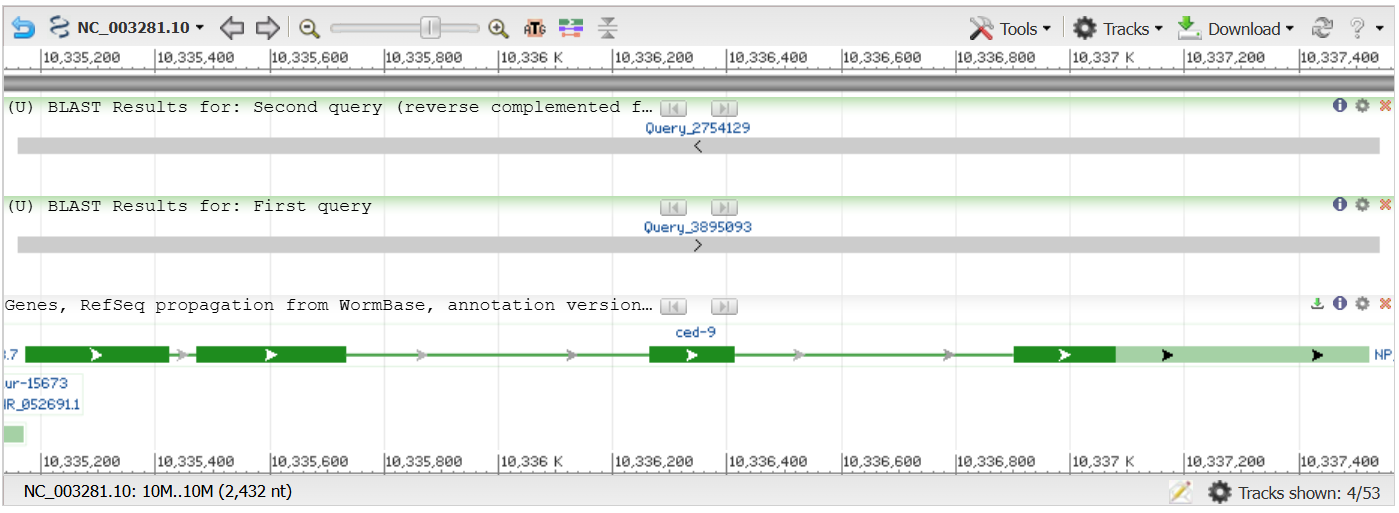 NC_003281.10 Tools Tracks Download ?
10,335,200 10,335,400 10,335,600 10,335,800 10,336 K 10,336,200 10,336,400 10,336,600 10,336,800 10,337 K 10,337,200 10,337,400
(U) BLAST Results for: Second query (reverse complemented f…
Query_2754129
(U) BLAST Results for: First query
Query_3895093
Genes, RefSeq propagation from WormBase, annotation version…
ced-9
3.7 NP_
ur-15673
NR_052691.1
10,335,200 10,335,400 10,335,600 10,335,800 10,336 K 10,336,200 10,336,400 10,336,600 10,336,800 10,337 K 10,337,200 10,337,400
NC_003281.10: 10M..10M (2,432 nt) Tracks shown: 4/53